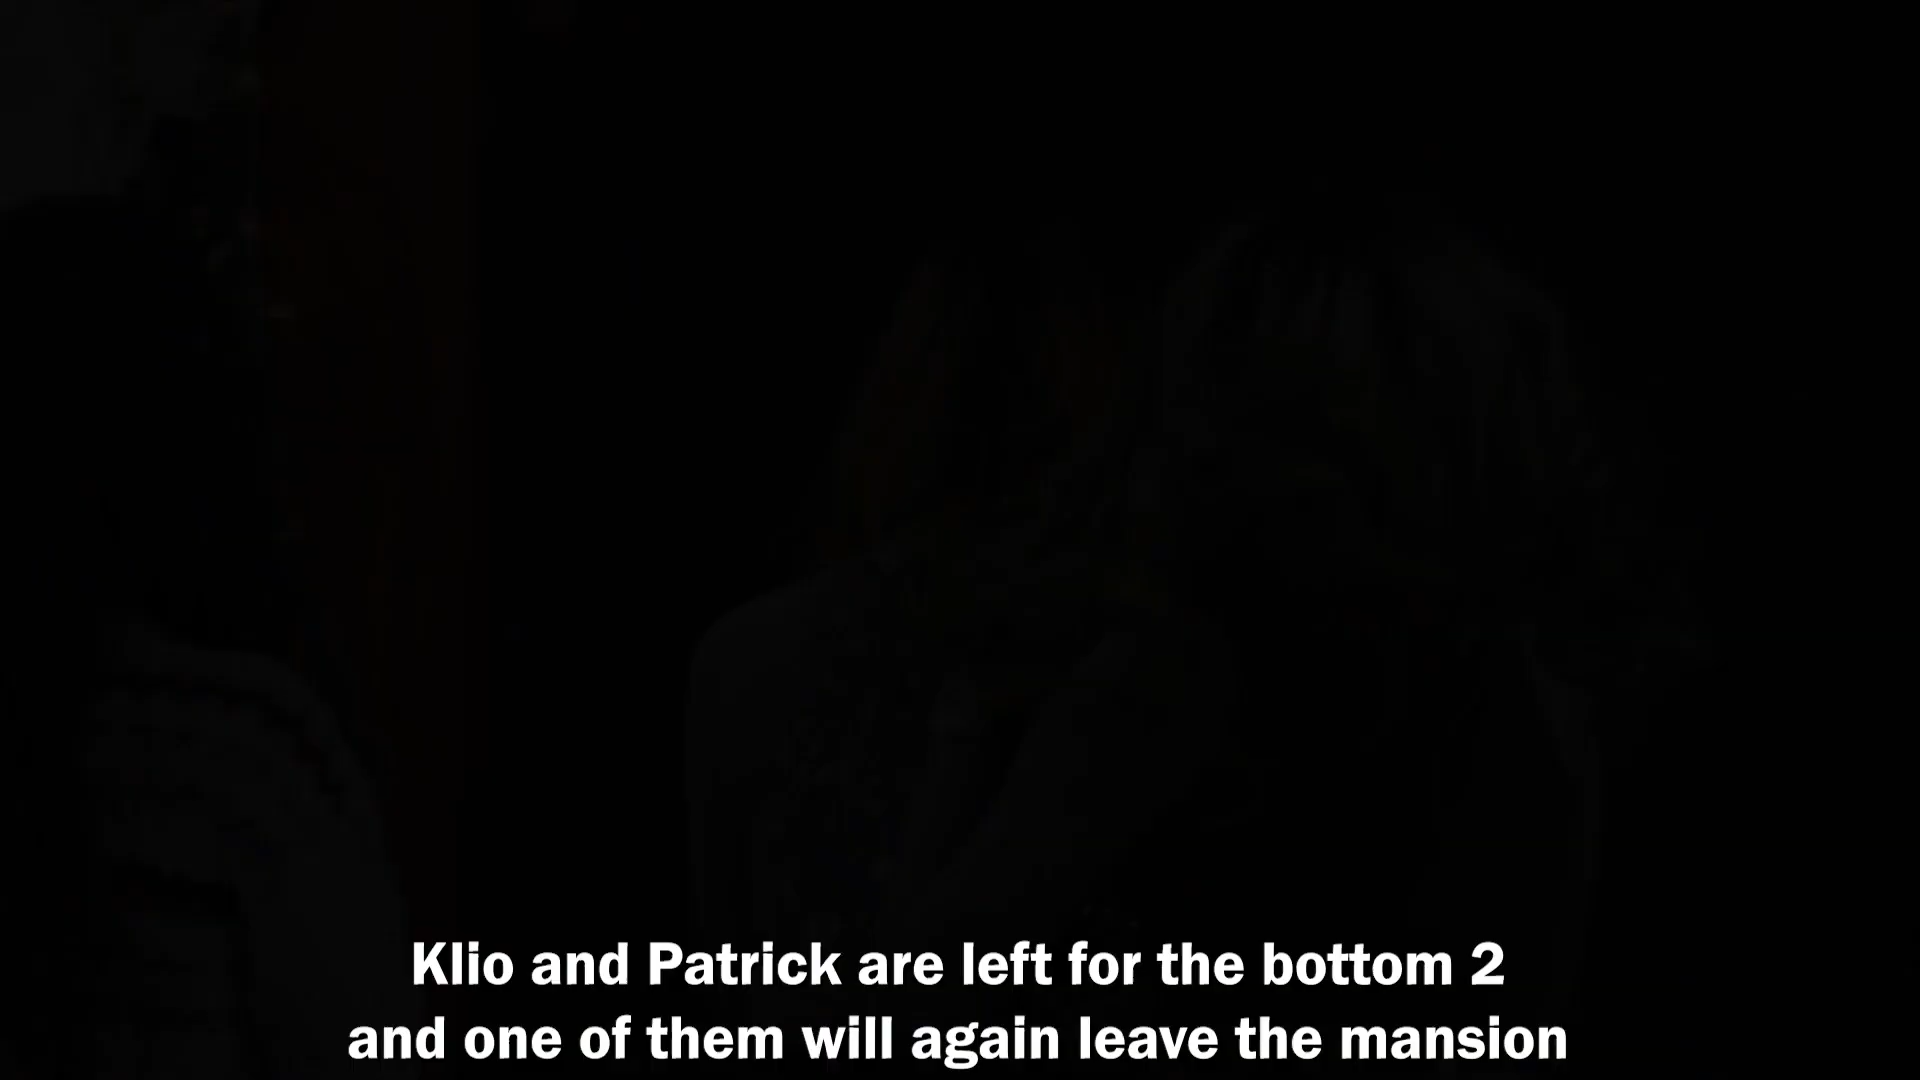 Klio and Patrick are left for the bottom 2
and one of them will again leave the mansion